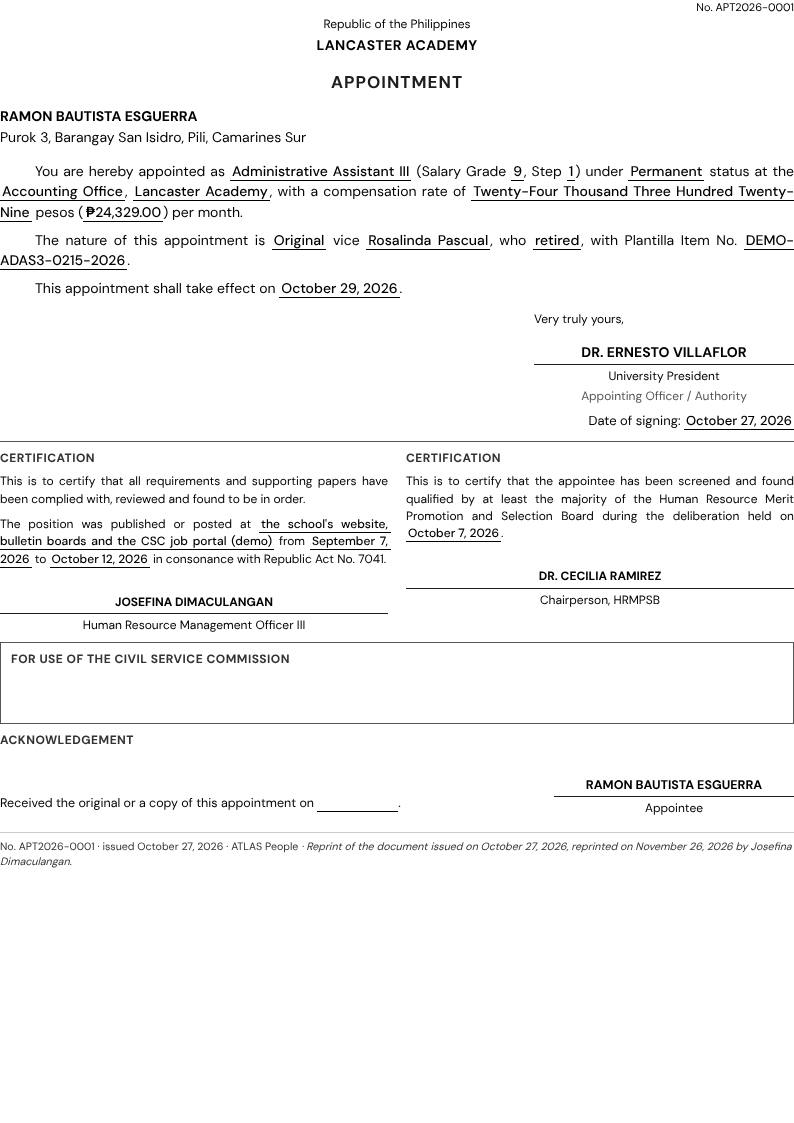 No. APT2026-0001
Republic of the Philippines
LANCASTER ACADEMY
APPOINTMENT
RAMON BAUTISTA ESGUERRA
Purok 3, Barangay San Isidro, Pili, Camarines Sur
You are hereby appointed as Administrative Assistant III (Salary Grade 9, Step 1) under Permanent status at the
Accounting Office, Lancaster Academy, with a compensation rate of Twenty-Four Thousand Three Hundred Twenty-
Nine pesos (₱24,329.00) per month.
The nature of this appointment is Original vice Rosalinda Pascual, who retired, with Plantilla Item No. DEMO-
ADAS3-0215-2026.
This appointment shall take effect on October 29, 2026.
Very truly yours,
DR. ERNESTO VILLAFLOR
University President
Appointing Officer / Authority
Date of signing: October 27, 2026
CERTIFICATION
This is to certify that all requirements and supporting papers have
been complied with, reviewed and found to be in order.
The position was published or posted at the school's website,
bulletin boards and the CSC job portal (demo) from September 7,
2026 to October 12, 2026 in consonance with Republic Act No. 7041.
JOSEFINA DIMACULANGAN
Human Resource Management Officer III
CERTIFICATION
This is to certify that the appointee has been screened and found
qualified by at least the majority of the Human Resource Merit
Promotion and Selection Board during the deliberation held on
October 7, 2026.
DR. CECILIA RAMIREZ
Chairperson, HRMPSB
FOR USE OF THE CIVIL SERVICE COMMISSION
ACKNOWLEDGEMENT
Received the original or a copy of this appointment on ____________.
RAMON BAUTISTA ESGUERRA
Appointee
No. APT2026-0001 · issued October 27, 2026 · ATLAS People · Reprint of the document issued on October 27, 2026, reprinted on November 26, 2026 by Josefina
Dimaculangan.